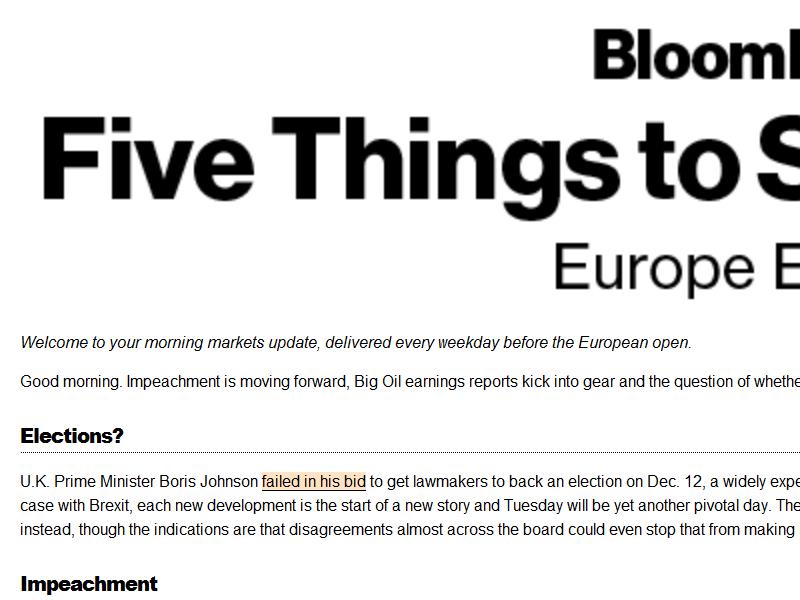 Bloom
Five Things to S
Europe E
Welcome to your morning markets update, delivered every weekday before the European open.
Good morning. Impeachment is moving forward, Big Oil earnings reports kick into gear and the question of whethe
Elections?
U.K. Prime Minister Boris Johnson failed in his bid to get lawmakers to back an election on Dec. 12, a widely expe
case with Brexit, each new development is the start of a new story and Tuesday will be yet another pivotal day. The
instead, though the indications are that disagreements almost across the board could even stop that from making
Impeachment